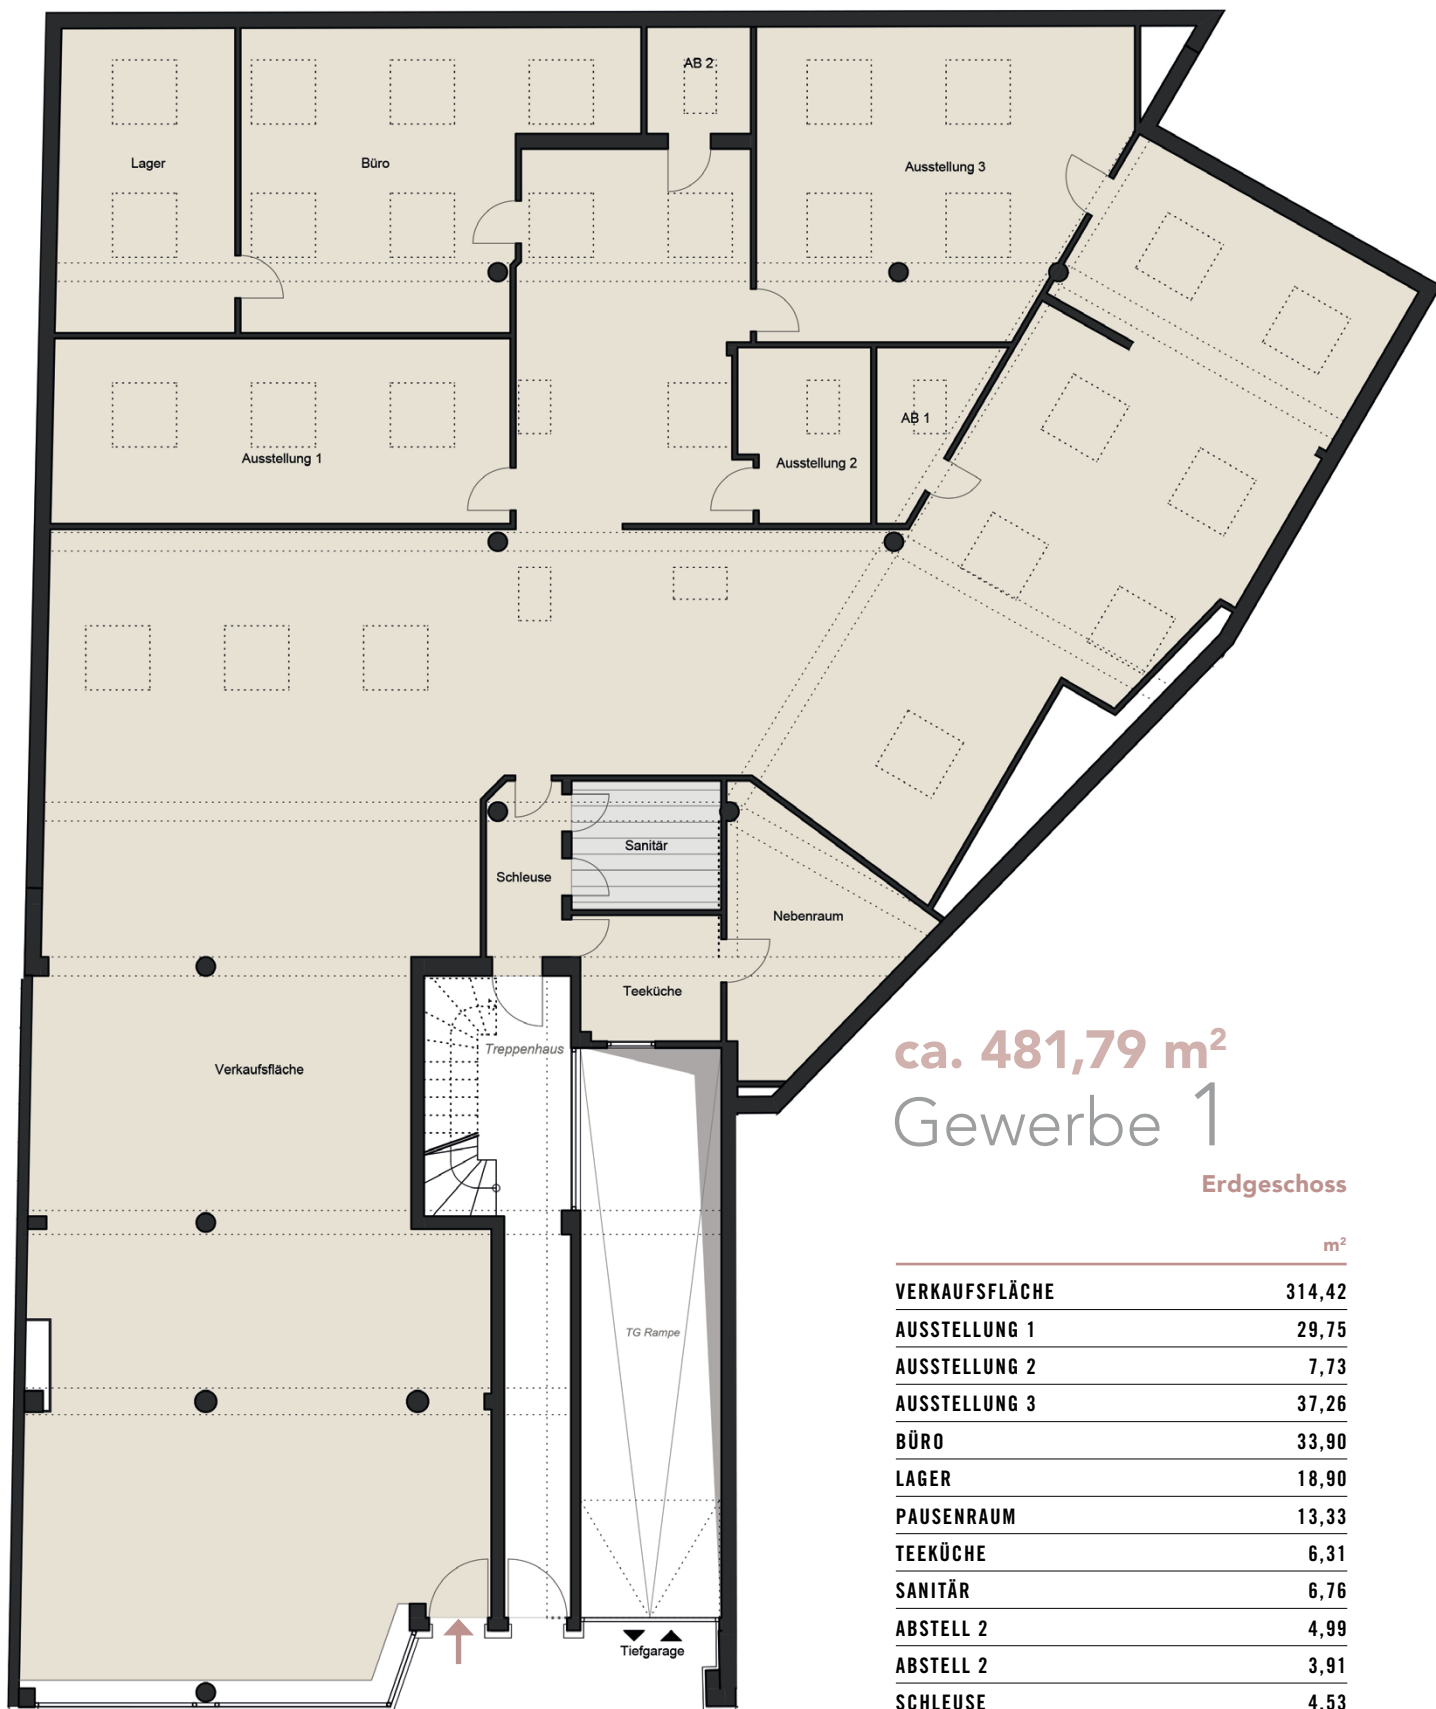 AB 2
Lager
Büro
Ausstellung 3
AB 1
Ausstellung 1
Ausstellung 2
Sanitär
Schleuse
Nebenraum
Teeküche
Treppenhaus
Verkaufsfläche
ca. 481,79 m²
Gewerbe 1
Erdgeschoss
m²
VERKAUFSFLÄCHE 314,42
AUSSTELLUNG 1 29,75
AUSSTELLUNG 2 7,73
AUSSTELLUNG 3 37,26
BÜRO 33,90
LAGER 18,90
PAUSENRAUM 13,33
TEEKÜCHE 6,31
SANITÄR 6,76
ABSTELL 2 4,99
ABSTELL 2 3,91
SCHLEUSE 4,53
TG Rampe
Tiefgarage